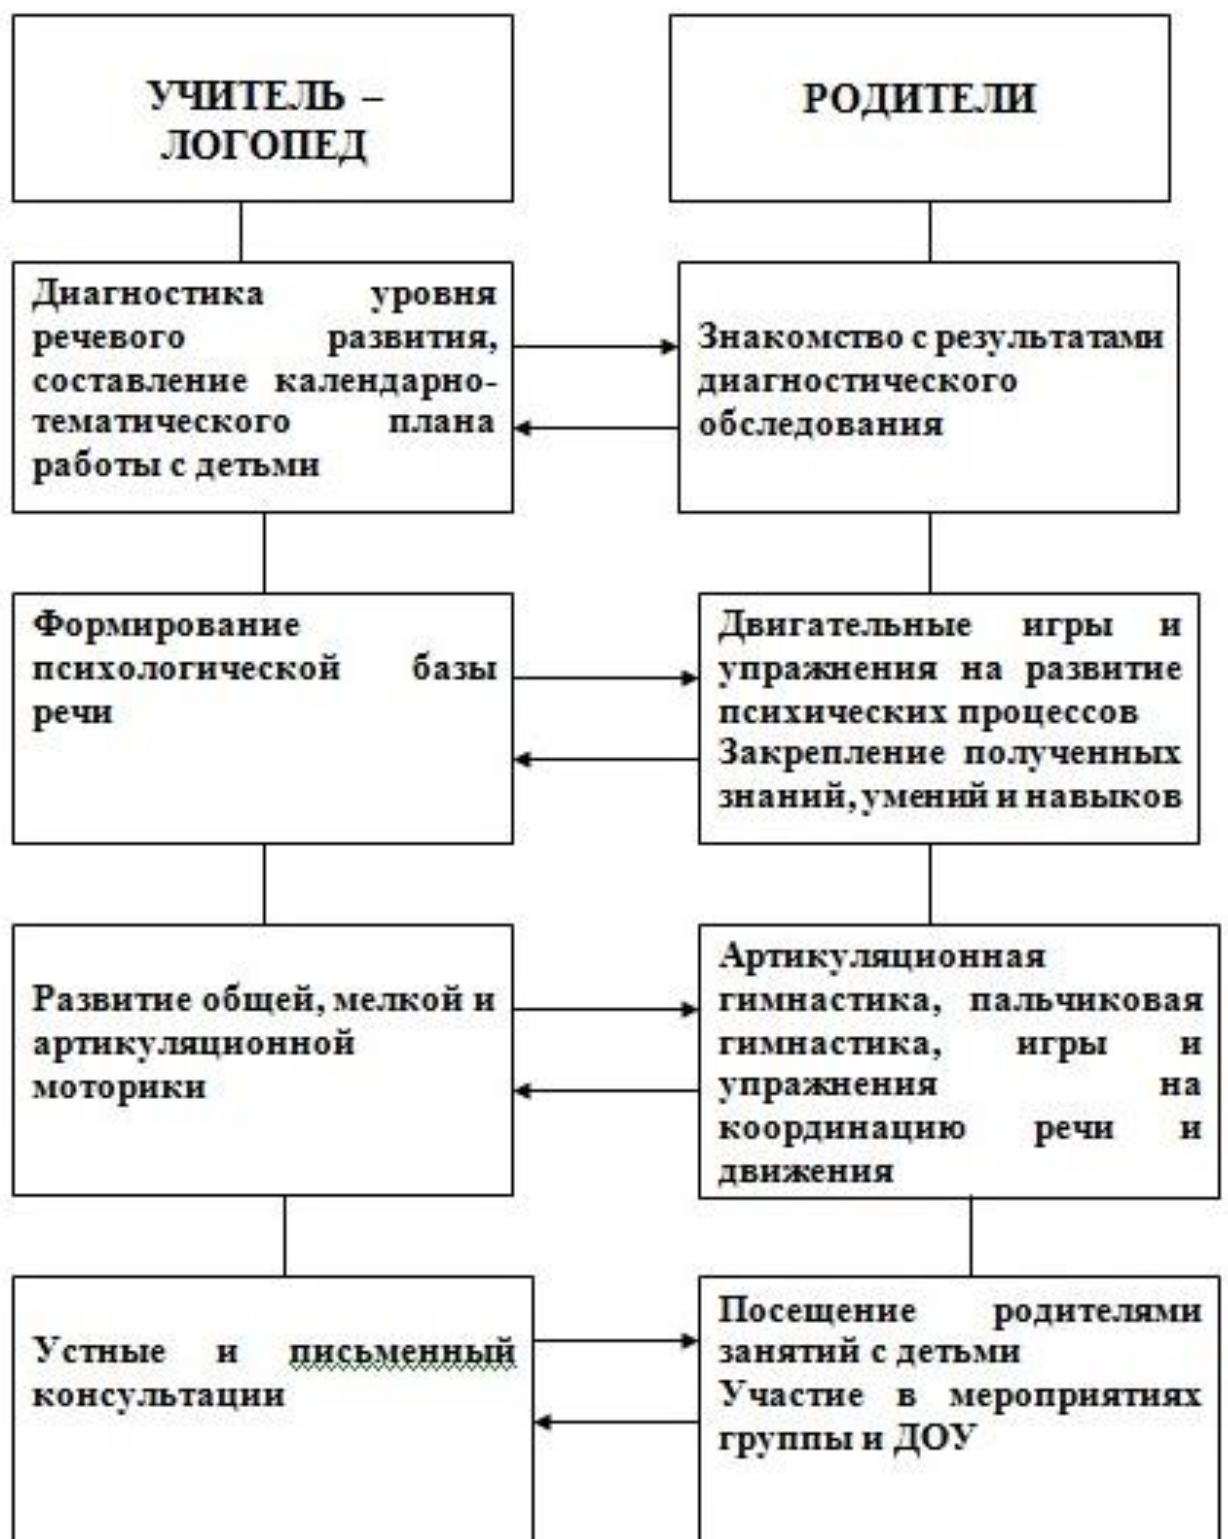 УЧИТЕЛЬ –
ЛОГОПЕД
РОДИТЕЛИ
Диагностика уровня
речевого развития,
составление календарно-
тематического плана
работы с детьми
Знакомство с результатами
диагностического
обследования
Формирование
психологической базы
речи
Двигательные игры и
упражнения на развитие
психических процессов
Закрепление полученных
знаний, умений и навыков
Развитие общей, мелкой и
артикуляционной
моторики
Артикуляционная
гимнастика, пальчиковая
гимнастика, игры и
упражнения на
координацию речи и
движения
Устные и письменный
консультации
Посещение родителями
занятий с детьми
Участие в мероприятиях
группы и ДОУ